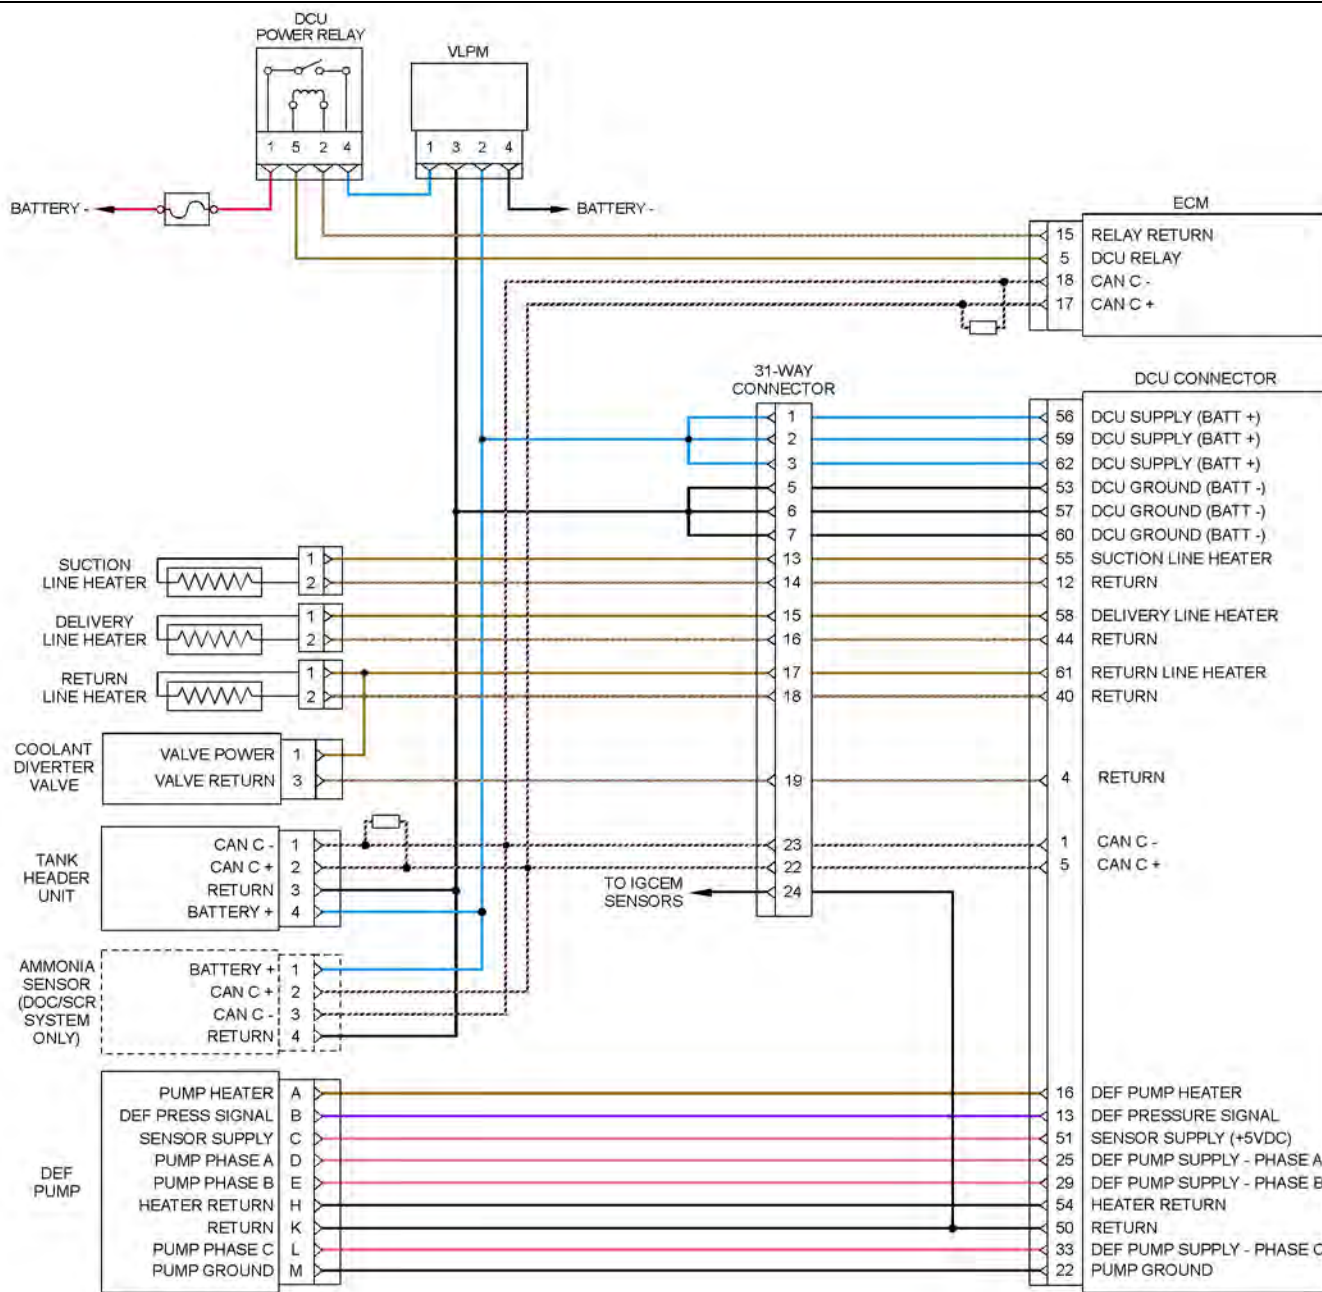 DCU
POWER RELAY
VLPM
1 5 2 4
1 3 2 4
BATTERY -
BATTERY -
ECM
15 RELAY RETURN
5 DCU RELAY
18 CAN C -
17 CAN C +
31-WAY
CONNECTOR
DCU CONNECTOR
1 56 DCU SUPPLY (BATT +)
2 59 DCU SUPPLY (BATT +)
3 62 DCU SUPPLY (BATT +)
5 53 DCU GROUND (BATT -)
6 57 DCU GROUND (BATT -)
7 60 DCU GROUND (BATT -)
SUCTION
LINE HEATER
1 13 55 SUCTION LINE HEATER
2 14 12 RETURN
DELIVERY
LINE HEATER
1 15 58 DELIVERY LINE HEATER
2 16 44 RETURN
RETURN
LINE HEATER
1 17 61 RETURN LINE HEATER
2 18 40 RETURN
COOLANT
DIVERTER
VALVE
VALVE POWER 1
VALVE RETURN 3 19 4 RETURN
TANK
HEADER
UNIT
CAN C - 1 23 1 CAN C -
CAN C + 2 22 5 CAN C +
RETURN 3
BATTERY + 4
TO IGCEM
SENSORS
24
AMMONIA
SENSOR
(DOC/SCR
SYSTEM
ONLY)
BATTERY + 1
CAN C + 2
CAN C - 3
RETURN 4
DEF
PUMP
PUMP HEATER A 16 DEF PUMP HEATER
DEF PRESS SIGNAL B 13 DEF PRESSURE SIGNAL
SENSOR SUPPLY C 51 SENSOR SUPPLY (+5VDC)
PUMP PHASE A D 25 DEF PUMP SUPPLY - PHASE A
PUMP PHASE B E 29 DEF PUMP SUPPLY - PHASE B
HEATER RETURN H 54 HEATER RETURN
RETURN K 50 RETURN
PUMP PHASE C L 33 DEF PUMP SUPPLY - PHASE C
PUMP GROUND M 22 PUMP GROUND